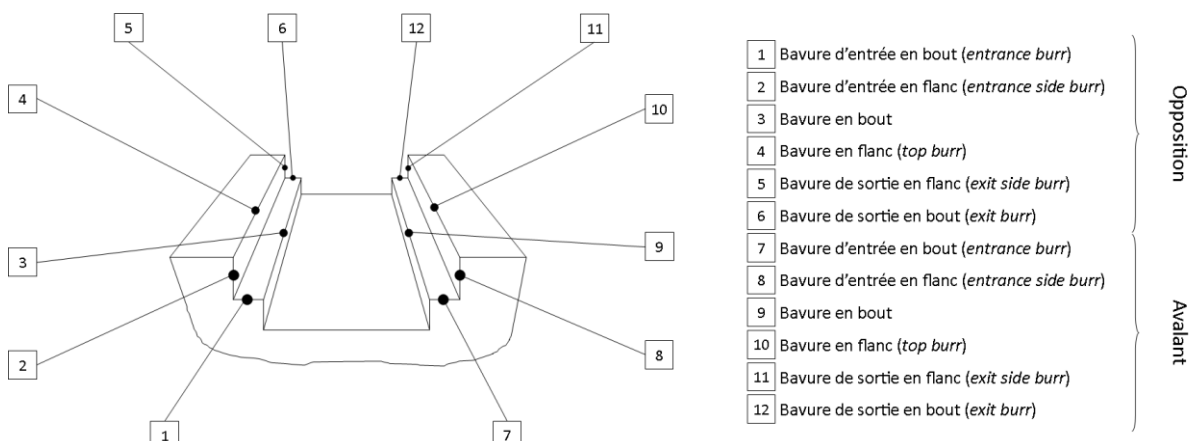 5
6
12
11
4
10
3
9
2
8
1
7
1 Bavure d'entrée en bout (entrance burr)
2 Bavure d'entrée en flanc (entrance side burr)
3 Bavure en bout
4 Bavure en flanc (top burr)
5 Bavure de sortie en flanc (exit side burr)
6 Bavure de sortie en bout (exit burr)
Opposition
7 Bavure d'entrée en bout (entrance burr)
8 Bavure d'entrée en flanc (entrance side burr)
9 Bavure en bout
10 Bavure en flanc (top burr)
11 Bavure de sortie en flanc (exit side burr)
12 Bavure de sortie en bout (exit burr)
Avalant